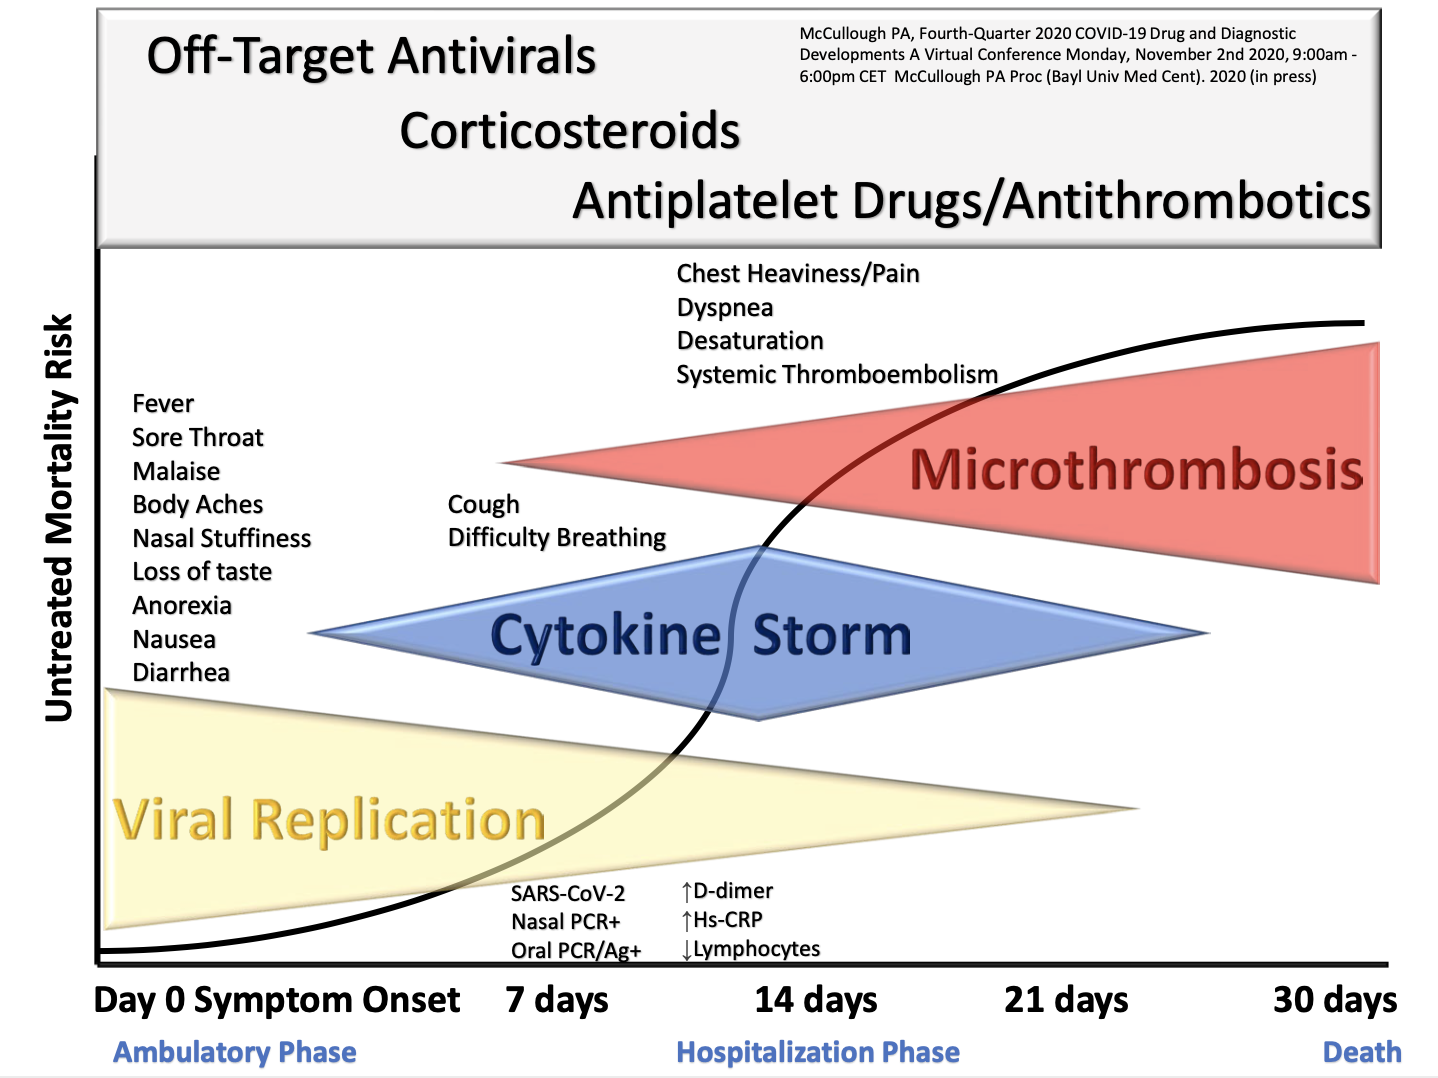 Off-Target Antivirals
McCullough PA, Fourth-Quarter 2020 COVID-19 Drug and Diagnostic
Developments A Virtual Conference Monday, November 2nd 2020, 9:00am -
6:00pm CET  McCullough PA Proc (Bayl Univ Med Cent). 2020 (in press)
Corticosteroids
Antiplatelet Drugs/Antithrombotics
Untreated Mortality Risk
Chest Heaviness/Pain
Dyspnea
Desaturation
Systemic Thromboembolism
Fever
Sore Throat
Malaise
Body Aches
Nasal Stuffiness
Loss of taste
Anorexia
Nausea
Diarrhea
Microthrombosis
Cough
Difficulty Breathing
Cytokine Storm
Viral Replication
SARS-CoV-2
Nasal PCR+
Oral PCR/Ag+
↑D-dimer
↑Hs-CRP
↓Lymphocytes
Day 0 Symptom Onset 7 days 14 days 21 days 30 days
Ambulatory Phase Hospitalization Phase Death